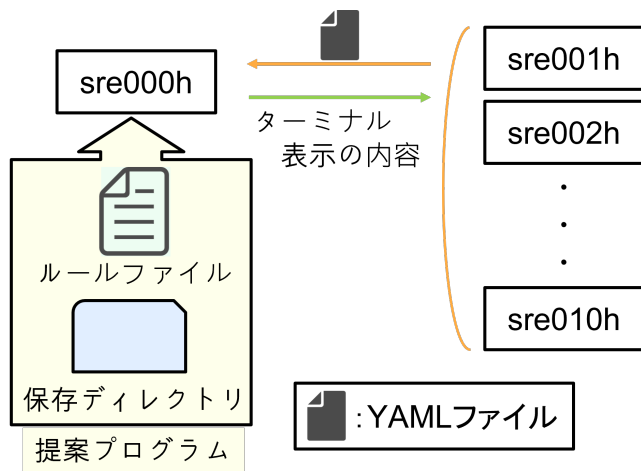 sre000h
ターミナル
表示の内容
sre001h
sre002h
・
・
・
sre010h
ルールファイル
保存ディレクトリ
提案プログラム
:YAMLファイル